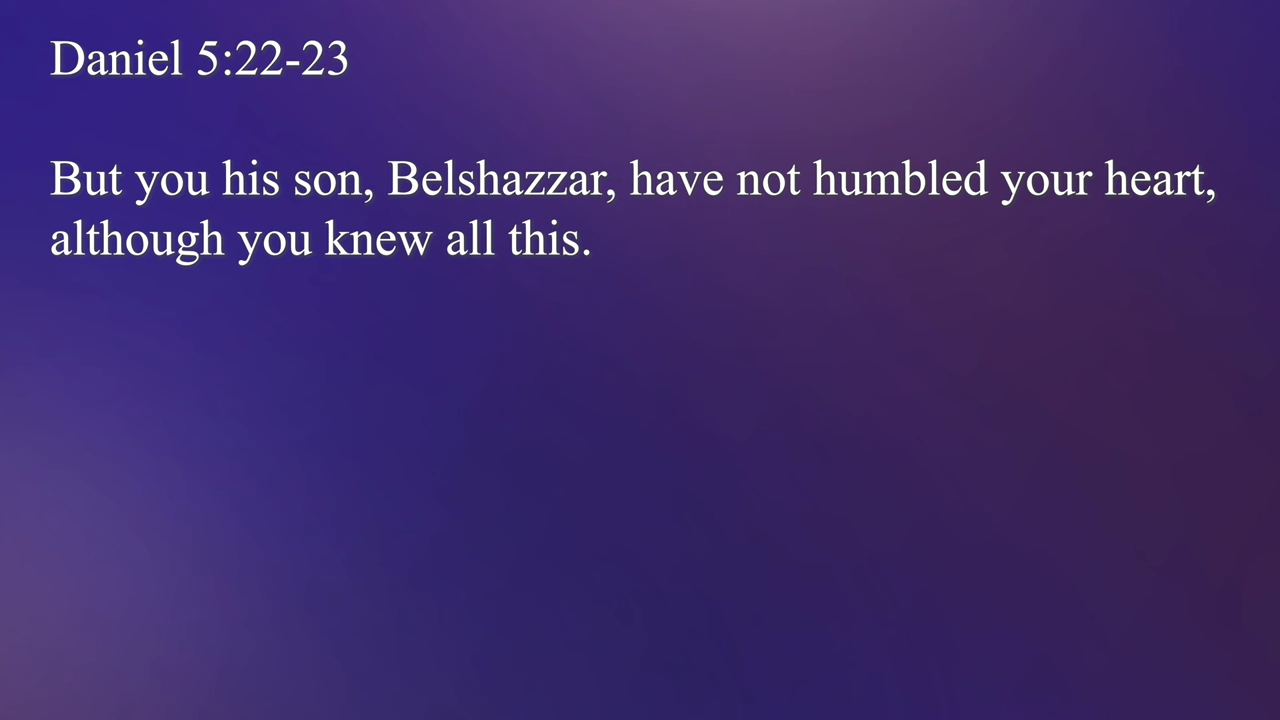 Daniel 5:22-23
But you his son, Belshazzar, have not humbled your heart,
although you knew all this.